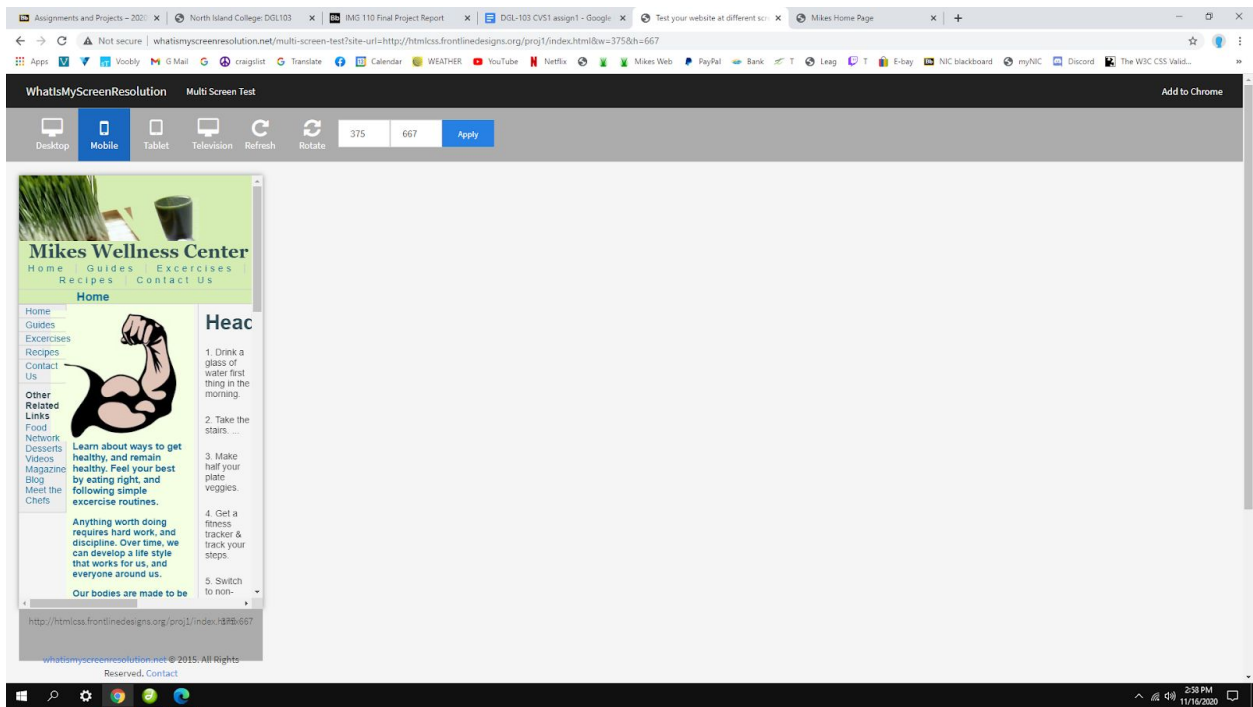 Assignments and Projects – 202
North Island College: DGL103
IMG 110 Final Project Report
DGL-103 CVS1 assign1 - Google
Test your website at different scr
Mikes Home Page
Not secure | whatismyscreenresolution.net/multi-screen-test?site-url=http://htmlcss.frontlinedesigns.org/proj1/index.html&w=375&h=667
Apps Voobly G Mail craigslist Translate Calendar WEATHER YouTube Netflix Mikes Web PayPal Bank T Leag T E-bay NIC blackboard myNIC Discord The W3C CSS Valid...
WhatIsMyScreenResolution Multi Screen Test Add to Chrome
Desktop Mobile Tablet Television Refresh Rotate 375 667 Apply
Mikes Wellness Center
Home | Guides | Excercises |
Recipes | Contact Us
Home
Home
Guides
Excercises
Recipes
Contact
Us
Other
Related
Links
Food
Network
Desserts
Videos
Magazine
Blog
Meet the
Chefs
Learn about ways to get
healthy, and remain
healthy. Feel your best
by eating right, and
following simple
excercise routines.
Anything worth doing
requires hard work, and
discipline. Over time, we
can develop a life style
that works for us, and
everyone around us.
Our bodies are made to be
Head
1. Drink a
glass of
water first
thing in the
morning.
2. Take the
stairs. ...
3. Make
half your
plate
veggies.
4. Get a
fitness
tracker &
track your
steps.
5. Switch
to non-
http://htmlcss.frontlinedesigns.org/proj1/index.html
375x667
whatismyscreenresolution.net © 2015. All Rights
Reserved. Contact
2:58 PM
11/16/2020